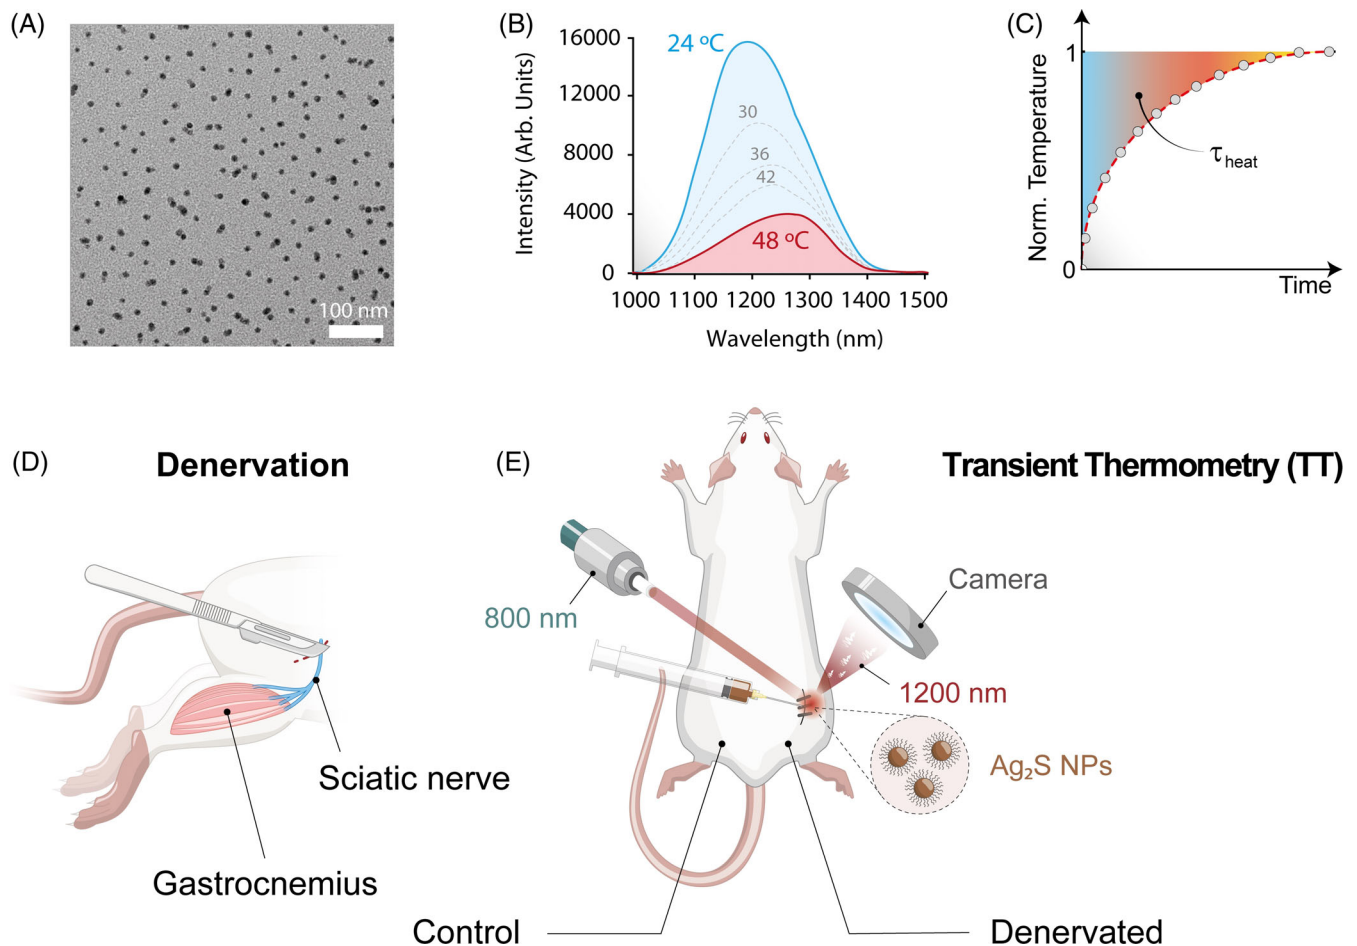 (A)
100 nm
(B)
Intensity (Arb. Units)
16000
12000
8000
4000
0
24 ºC
30
36
42
48 ºC
1000 1100 1200 1300 1400 1500
Wavelength (nm)
(C)
Norm. Temperature
1
0
τheat
Time
(D)
Denervation
Sciatic nerve
Gastrocnemius
(E)
Transient Thermometry (TT)
800 nm
Camera
1200 nm
Ag₂S NPs
Control
Denervated